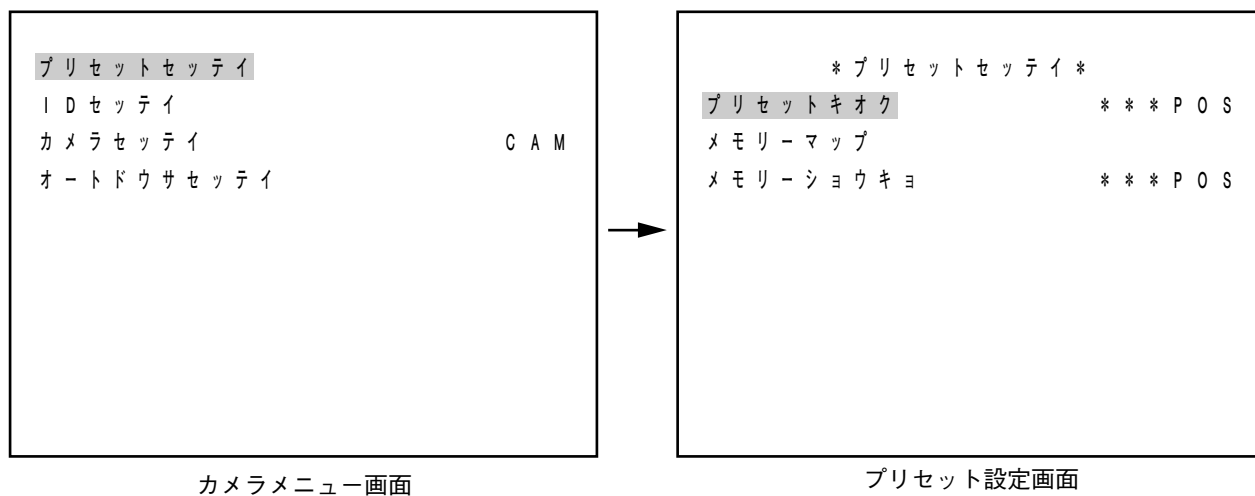 プリセットセッテイ
IDセッテイ
カメラセッテイ CAM
オートドウサセッテイ
カメラメニュー画面
*プリセットセッテイ*
プリセットキオク ***POS
メモリーマップ
メモリーショウキョ ***POS
プリセット設定画面